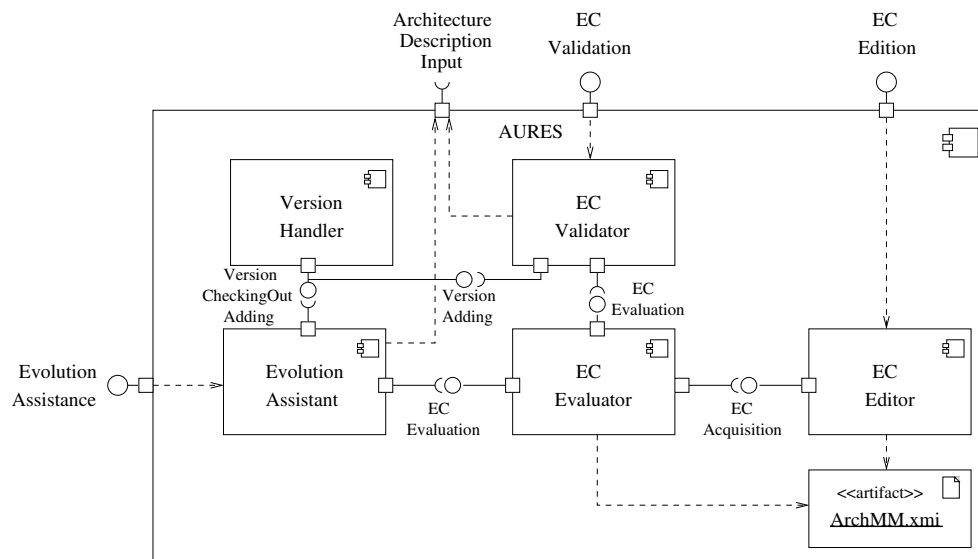 Architecture
Description
Input
EC
Validation
EC
Edition
AURES
Version
Handler
EC
Validator
Version
CheckingOut
Adding
Version
Adding
EC
Evaluation
Evolution
Assistance
Evolution
Assistant
EC
Evaluation
EC
Evaluator
EC
Acquisition
EC
Editor
<<artifact>>
ArchMM.xmi